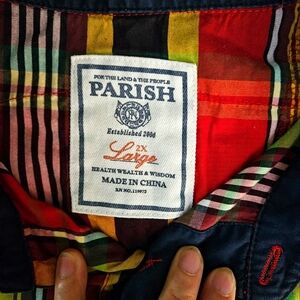 FOR THE LAND & THE PEOPLE
PARISH
Established 2006
2X
Large
HEALTH WEALTH & WISDOM
MADE IN CHINA